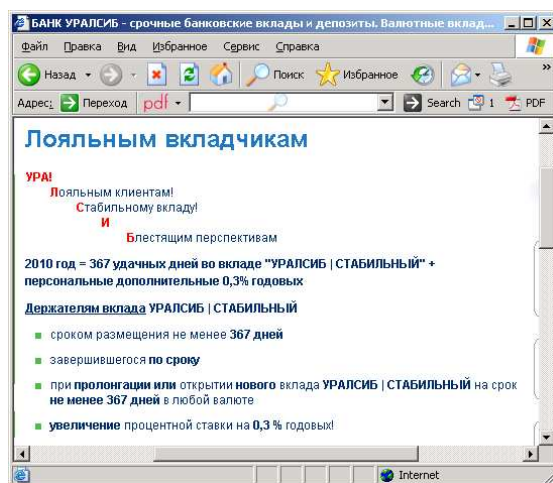 БАНК УРАЛСИБ - срочные банковские вклады и депозиты. Валютные вклад...
Файл Правка Вид Избранное Сервис Справка
Назад Поиск Избранное »
Адрес: Переход pdf Search 1 PDF
Лояльным вкладчикам
УРА!
Лояльным клиентам!
Стабильному вкладу!
И
Блестящим перспективам
2010 год = 367 удачных дней во вкладе "УРАЛСИБ | СТАБИЛЬНЫЙ" +
персональные дополнительные 0,3% годовых
Держателям вклада УРАЛСИБ | СТАБИЛЬНЫЙ
сроком размещения не менее 367 дней
завершившегося по сроку
при пролонгации или открытии нового вклада УРАЛСИБ | СТАБИЛЬНЫЙ на срок
не менее 367 дней в любой валюте
увеличение процентной ставки на 0,3 % годовых!
Internet